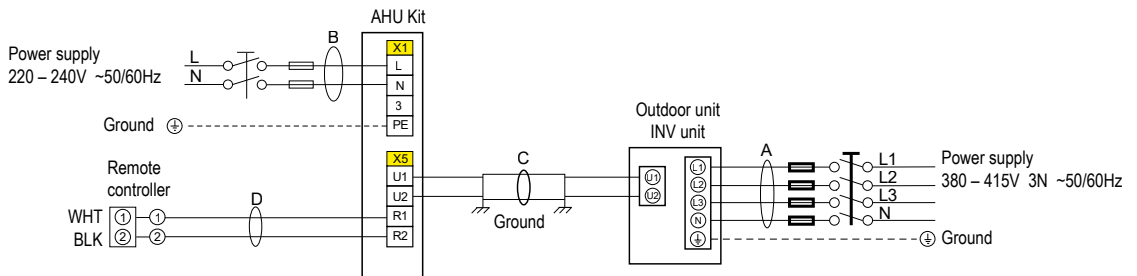 AHU Kit
Power supply
220 – 240V ~50/60Hz
L
N
B
X1
L
N
3
PE
Ground
X5
U1
U2
R1
R2
Remote
controller
WHT
BLK
1
2
1
2
D
C
Ground
Outdoor unit
INV unit
U1
U2
L1
L2
L3
N
A
L1
L2
L3
N
Power supply
380 – 415V 3N ~50/60Hz
Ground